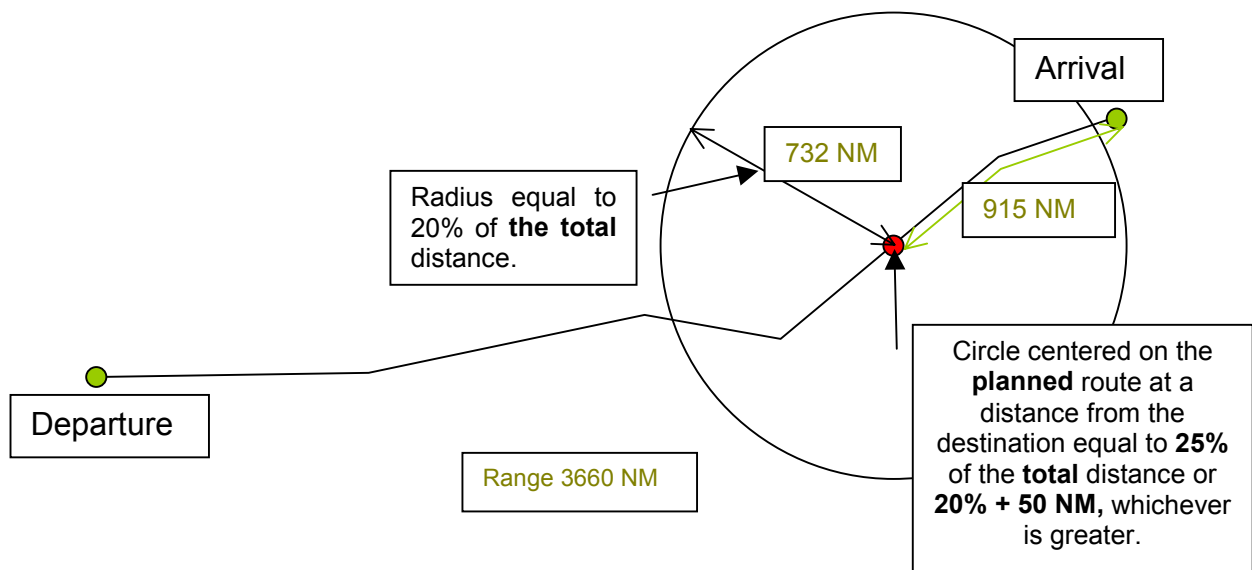 Arrival
732 NM
Radius equal to
20% of the total
distance.
915 NM
Departure
Range 3660 NM
Circle centered on the
planned route at a
distance from the
destination equal to 25%
of the total distance or
20% + 50 NM, whichever
is greater.